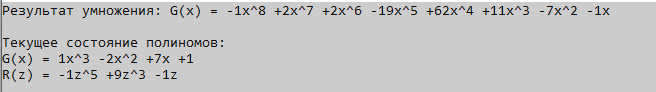 Результат умножения: G(x) = -1x^8 +2x^7 +2x^6 -19x^5 +62x^4 +11x^3 -7x^2 -1x
Текущее состояние полиномов:
G(x) = 1x^3 -2x^2 +7x +1
R(z) = -1z^5 +9z^3 -1z